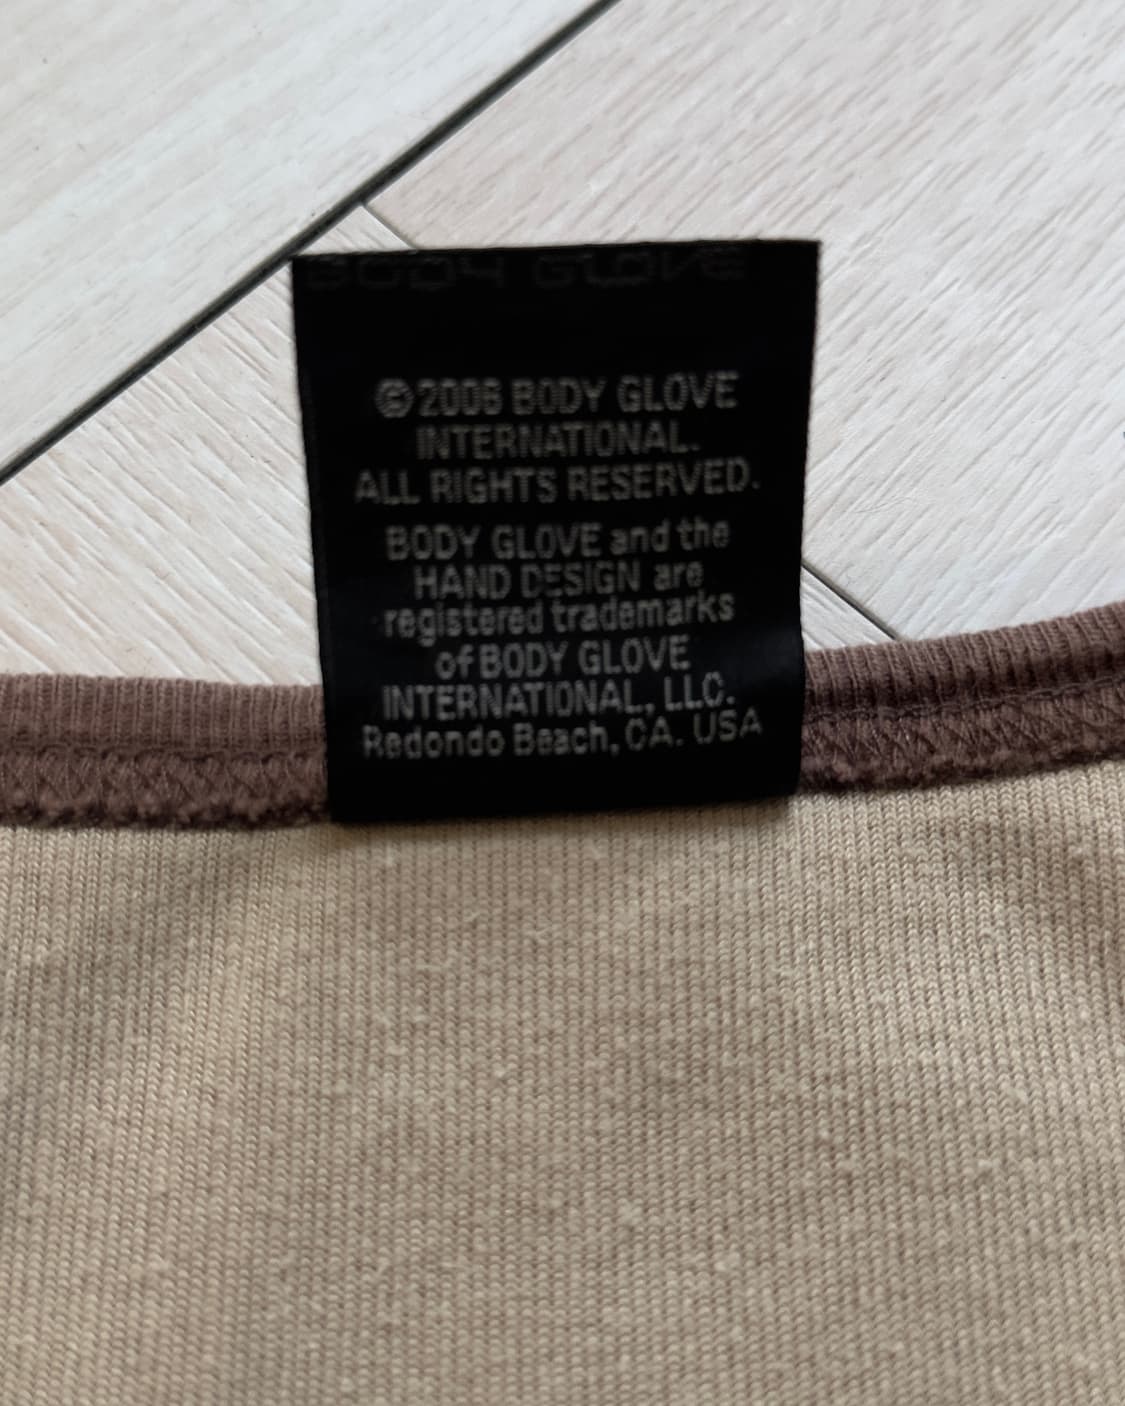 BODY GLOVE
©2006 BODY GLOVE
INTERNATIONAL.
ALL RIGHTS RESERVED.
BODY GLOVE and the
HAND DESIGN are
registered trademarks
of BODY GLOVE
INTERNATIONAL, LLC.
Redondo Beach, CA. USA